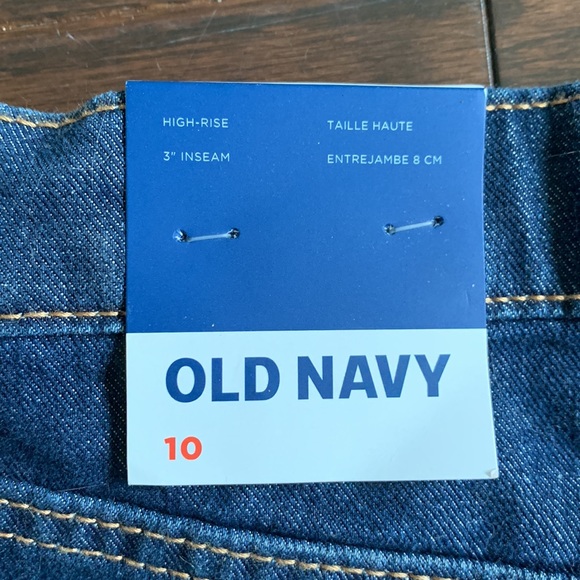 HIGH-RISE
TAILLE HAUTE
3" INSEAM
ENTREJAMBE 8 CM
OLD NAVY
10